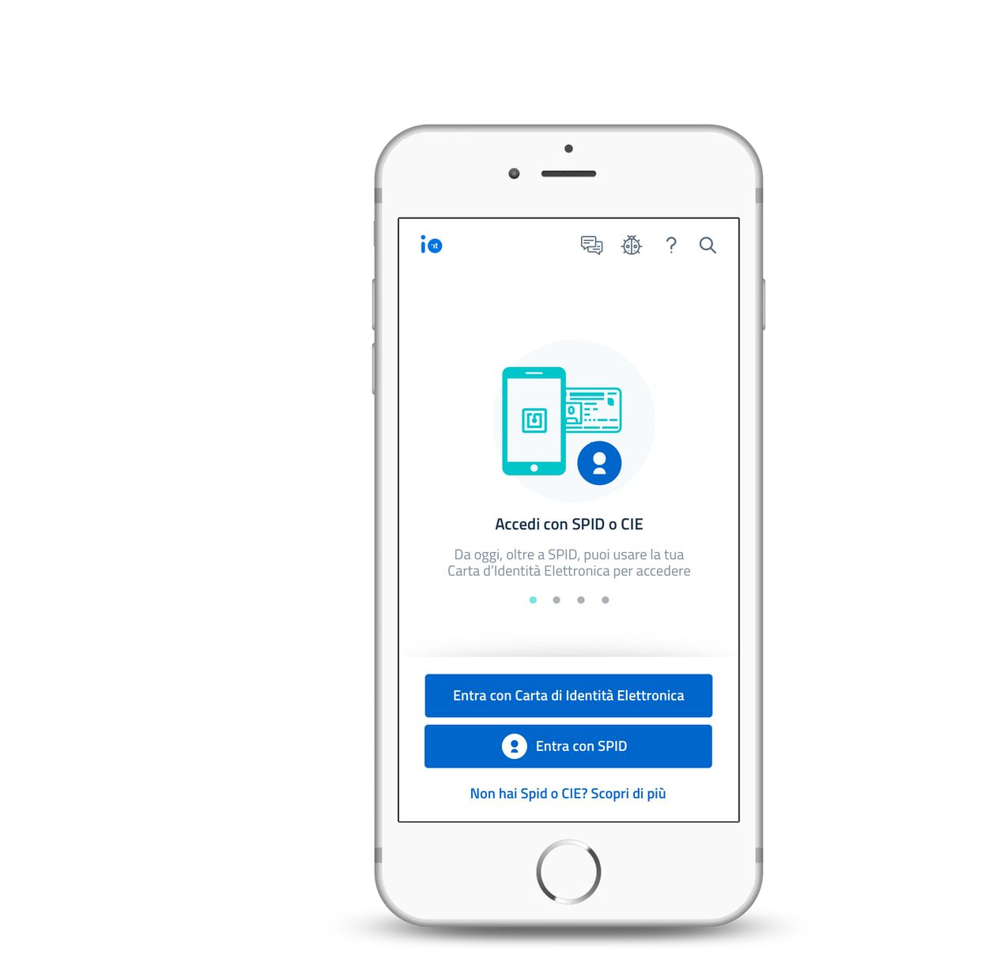 io
it
?
Accedi con SPID o CIE
Da oggi, oltre a SPID, puoi usare la tua
Carta d’Identità Elettronica per accedere
Entra con Carta di Identità Elettronica
Entra con SPID
Non hai Spid o CIE? Scopri di più